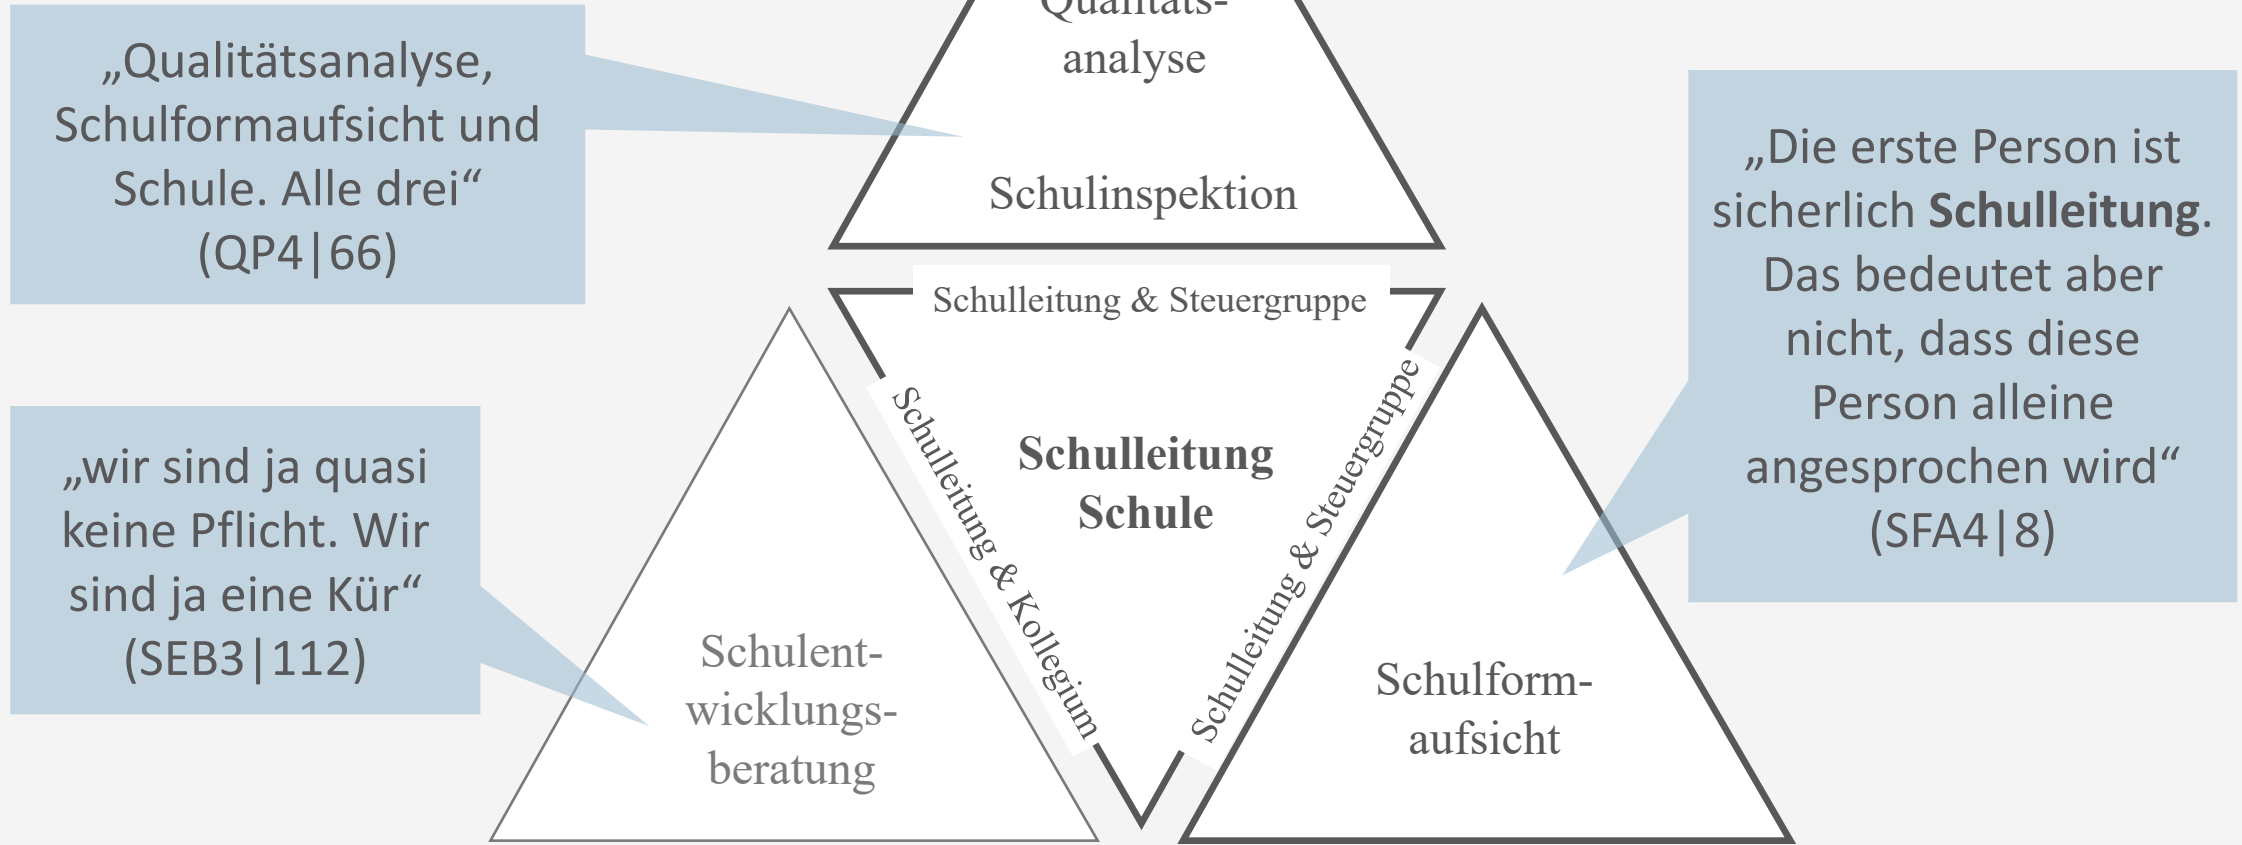 Qualitäts-
analyse
Schulinspektion
„Qualitätsanalyse,
Schulformaufsicht und
Schule. Alle drei“
(QP4|66)
„Die erste Person ist
sicherlich Schulleitung.
Das bedeutet aber
nicht, dass diese
Person alleine
angesprochen wird“
(SFA4|8)
Schulleitung & Steuergruppe
Schulleitung & Kollegium
Schulleitung
Schule
Schulleitung & Steuergruppe
„wir sind ja quasi
keine Pflicht. Wir
sind ja eine Kür“
(SEB3|112)
Schulent-
wicklungs-
beratung
Schulform-
aufsicht